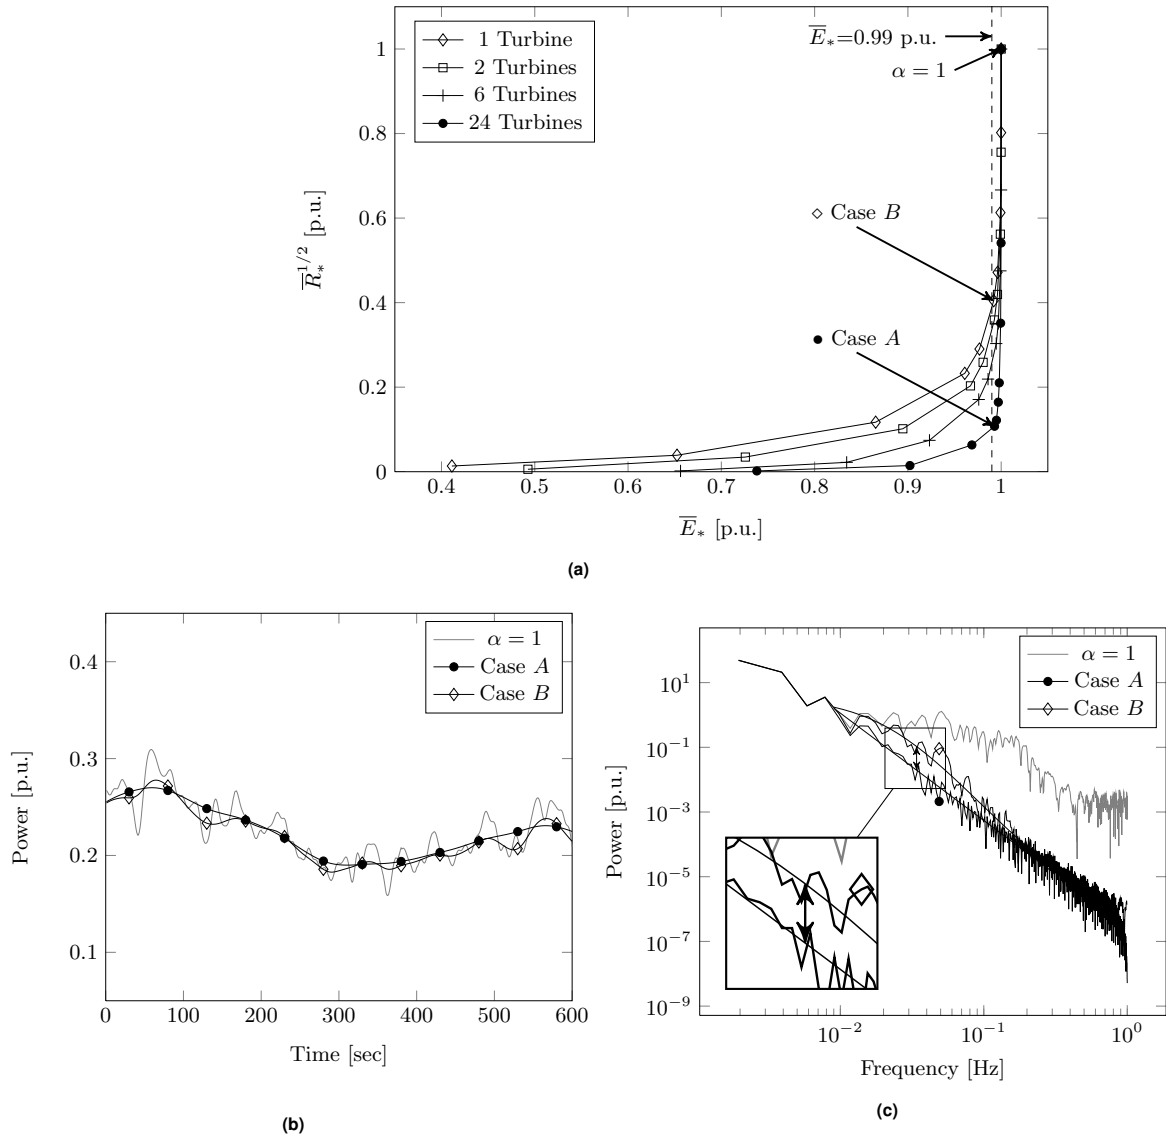 1 Turbine
2 Turbines
6 Turbines
24 Turbines
E̅∗=0.99 p.u.
α = 1
Case B
Case A
1
0.8
0.6
0.4
0.2
0
R̅∗^1/2 [p.u.]
0.4 0.5 0.6 0.7 0.8 0.9 1
E̅∗ [p.u.]
(a)
α = 1
Case A
Case B
0.4
0.3
0.2
0.1
Power [p.u.]
0 100 200 300 400 500 600
Time [sec]
(b)
α = 1
Case A
Case B
10^1
10^−1
10^−3
10^−5
10^−7
10^−9
Power [p.u.]
10^−2 10^−1 10^0
Frequency [Hz]
(c)